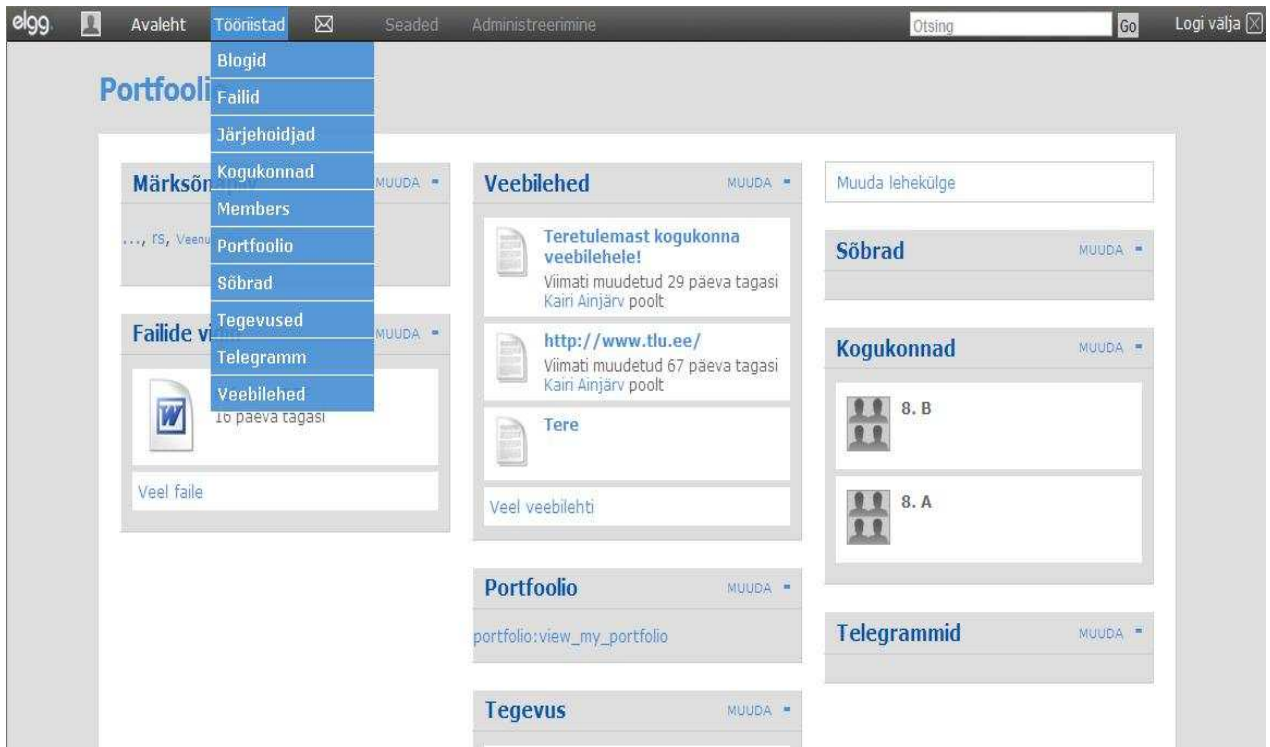 elgg.
Avaleht
Tööriistad
Seaded
Administreerimine
Otsing
Go
Logi välja
Blogid
Failid
Järjehoidjad
Kogukonnad
Members
Portfoolio
Sõbrad
Tegevused
Telegramm
Veebilehed
MUUDA
..., rs,
MUUDA
16 päeva tagasi
Veel faile
Veebilehed MUUDA
Teretulemast kogukonna
veebilehele!
Viimati muudetud 29 päeva tagasi
Kairi Ainjärv poolt
http://www.tlu.ee/
Viimati muudetud 67 päeva tagasi
Kairi Ainjärv poolt
Tere
Veel veebilehti
Portfoolio MUUDA
portfolio:view_my_portfolio
Tegevus MUUDA
Muuda lehekülge
Sõbrad MUUDA
Kogukonnad MUUDA
8. B
8. A
Telegrammid MUUDA